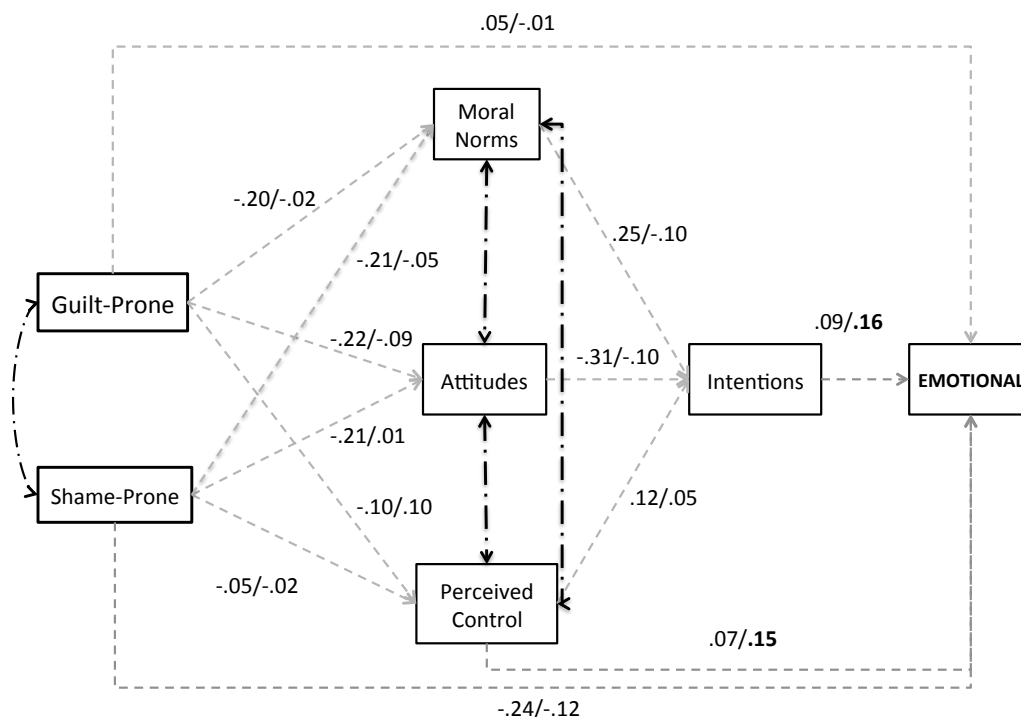 .05/-.01
Moral
Norms
-.20/-.02
-.21/-.05
.25/-.10
Guilt-Prone
-.22/-.09
.09/.16
Attitudes
-.31/-.10
Intentions
EMOTIONAL
-.21/.01
Shame-Prone
-.10/.10
.12/.05
-.05/-.02
Perceived
Control
.07/.15
-.24/-.12